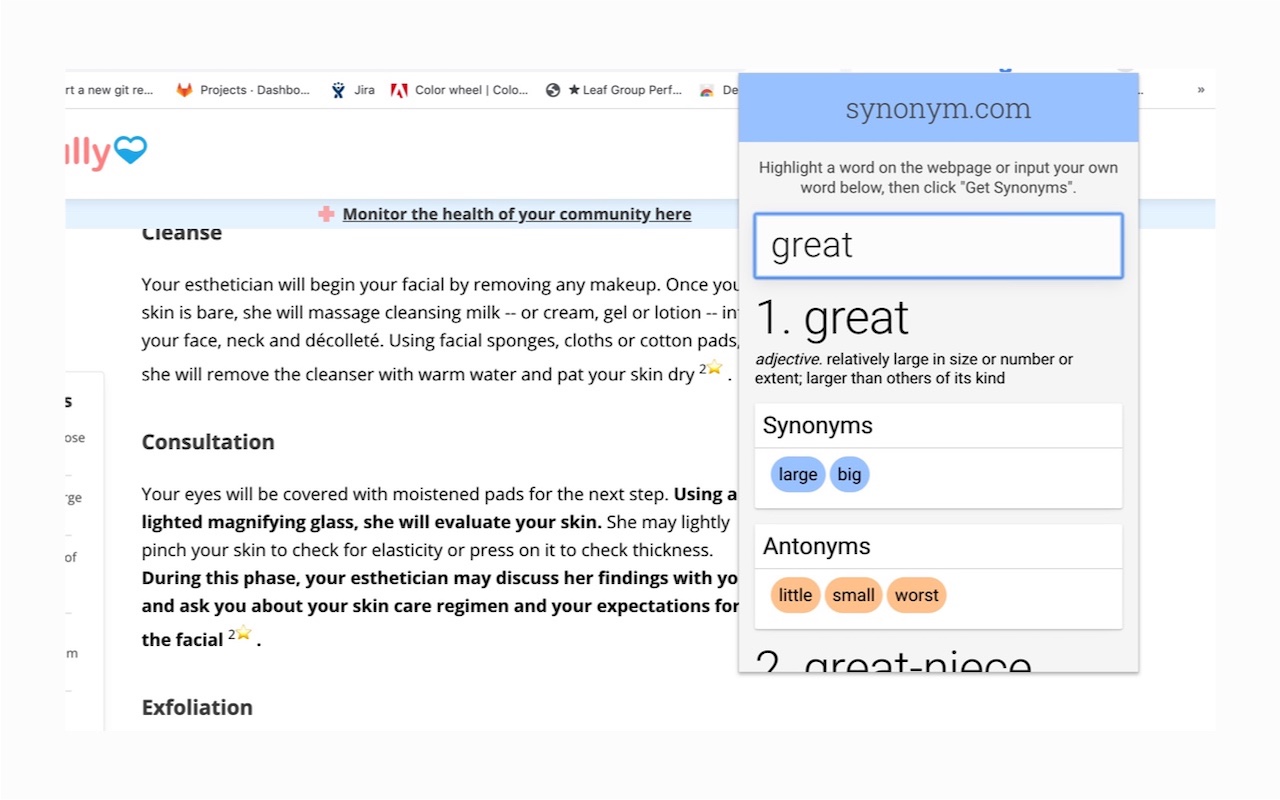 rt a new git re...
Projects · Dashbo...
Jira
Color wheel | Colo...
★ Leaf Group Perf...
De
»
lly
Monitor the health of your community here
Cleanse
Your esthetician will begin your facial by removing any makeup. Once you
skin is bare, she will massage cleansing milk -- or cream, gel or lotion -- in
your face, neck and décolleté. Using facial sponges, cloths or cotton pads,
she will remove the cleanser with warm water and pat your skin dry 2⭐ .
s
ose
rge
of
m
Consultation
Your eyes will be covered with moistened pads for the next step. Using a
lighted magnifying glass, she will evaluate your skin. She may lightly
pinch your skin to check for elasticity or press on it to check thickness.
During this phase, your esthetician may discuss her findings with yo
and ask you about your skin care regimen and your expectations for
the facial 2⭐ .
Exfoliation
synonym.com
Highlight a word on the webpage or input your own
word below, then click "Get Synonyms".
great
1. great
adjective. relatively large in size or number or
extent; larger than others of its kind
Synonyms
large big
Antonyms
little small worst
2. great-niece